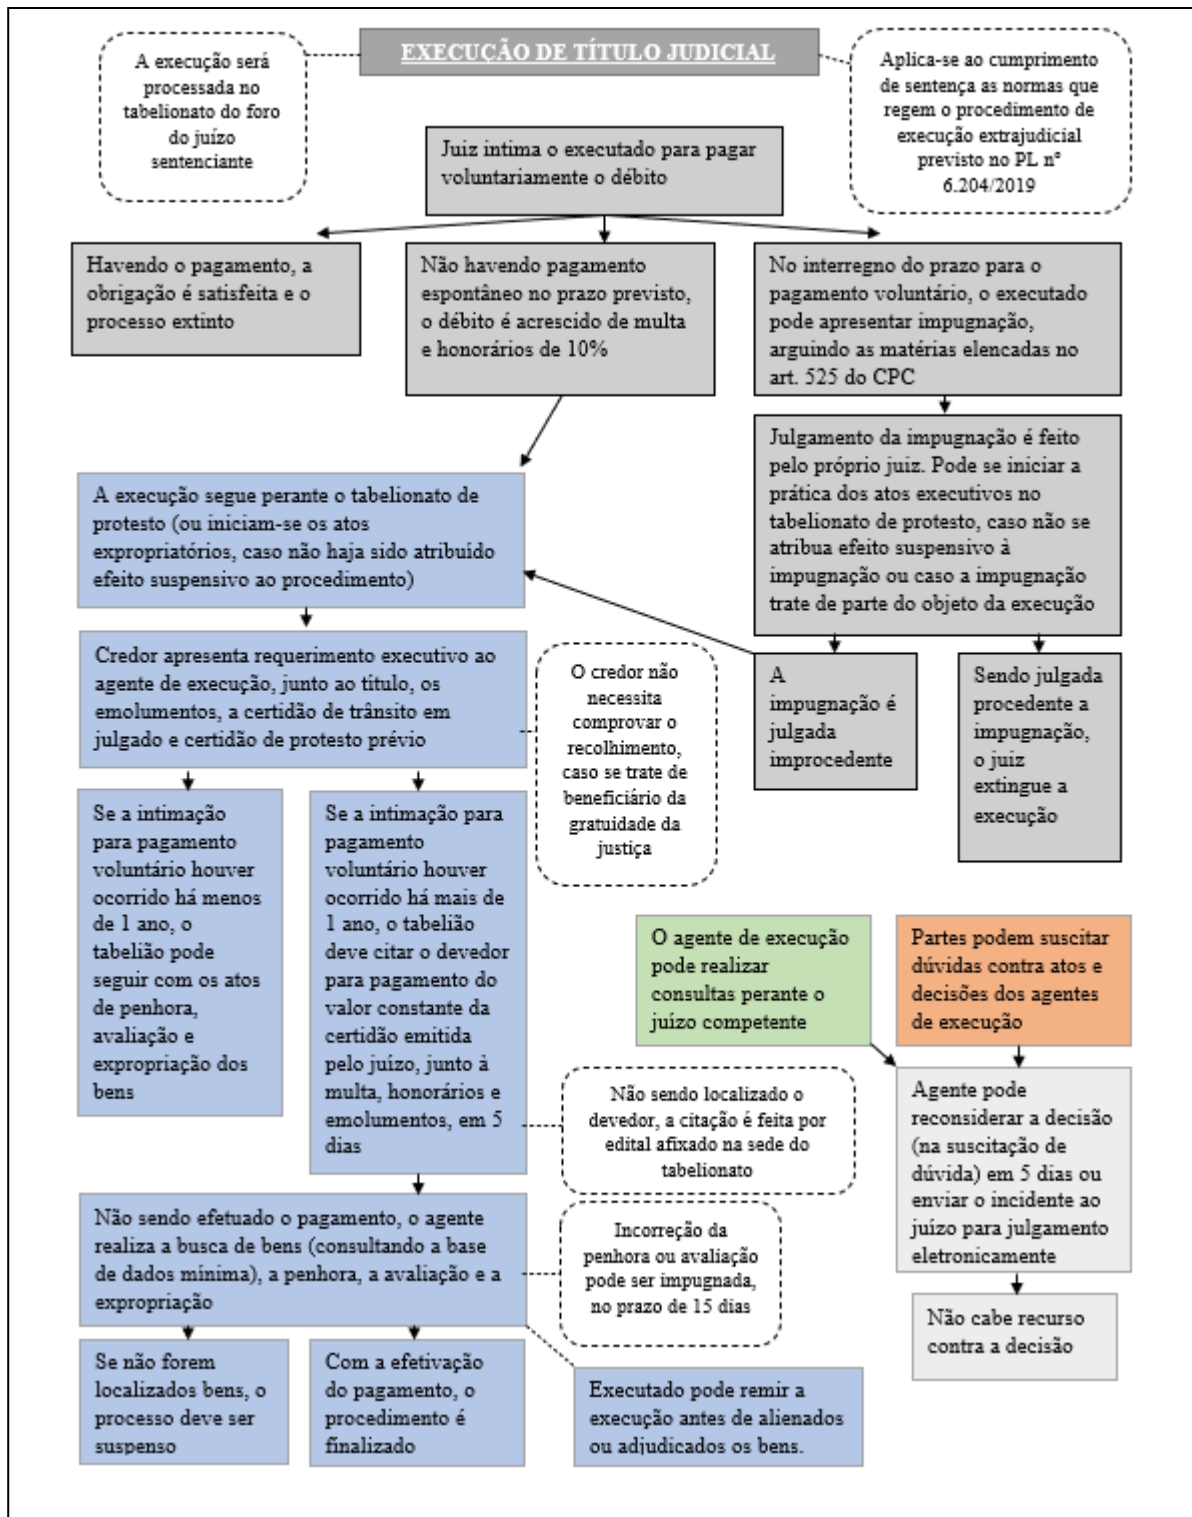 EXECUÇÃO DE TÍTULO JUDICIAL
A execução será
processada no
tabelionato do foro
do juízo
sentenciante
Aplica-se ao cumprimento
de sentença as normas que
regem o procedimento de
execução extrajudicial
previsto no PL nº
6.204/2019
Juiz intima o executado para pagar
voluntariamente o débito
Havendo o pagamento, a
obrigação é satisfeita e o
processo extinto
Não havendo pagamento
espontâneo no prazo previsto,
o débito é acrescido de multa
e honorários de 10%
No interregno do prazo para o
pagamento voluntário, o executado
pode apresentar impugnação,
arguindo as matérias elencadas no
art. 525 do CPC
Julgamento da impugnação é feito
pelo próprio juiz. Pode se iniciar a
prática dos atos executivos no
tabelionato de protesto, caso não se
atribua efeito suspensivo à
impugnação ou caso a impugnação
trate de parte do objeto da execução
A execução segue perante o tabelionato de
protesto (ou iniciam-se os atos
expropriatórios, caso não haja sido atribuído
efeito suspensivo ao procedimento)
Credor apresenta requerimento executivo ao
agente de execução, junto ao título, os
emolumentos, a certidão de trânsito em
julgado e certidão de protesto prévio
O credor não
necessita
comprovar o
recolhimento,
caso se trate de
beneficiário da
gratuidade da
justiça
A
impugnação é
julgada
improcedente
Sendo julgada
procedente a
impugnação,
o juiz
extingue a
execução
Se a intimação
para pagamento
voluntário houver
ocorrido há menos
de 1 ano, o
tabelião pode
seguir com os atos
de penhora,
avaliação e
expropriação dos
bens
Se a intimação para
pagamento
voluntário houver
ocorrido há mais de
1 ano, o tabelião
deve citar o devedor
para pagamento do
valor constante da
certidão emitida
pelo juízo, junto à
multa, honorários e
emolumentos, em 5
dias
O agente de execução
pode realizar
consultas perante o
juízo competente
Partes podem suscitar
dúvidas contra atos e
decisões dos agentes
de execução
Não sendo localizado o
devedor, a citação é feita por
edital afixado na sede do
tabelionato
Agente pode
reconsiderar a decisão
(na suscitação de
dúvida) em 5 dias ou
enviar o incidente ao
juízo para julgamento
eletronicamente
Não sendo efetuado o pagamento, o agente
realiza a busca de bens (consultando a base
de dados mínima), a penhora, a avaliação e a
expropriação
Incorreção da
penhora ou avaliação
pode ser impugnada,
no prazo de 15 dias
Não cabe recurso
contra a decisão
Se não forem
localizados bens, o
processo deve ser
suspenso
Com a efetivação
do pagamento, o
procedimento é
finalizado
Executado pode remir a
execução antes de alienados
ou adjudicados os bens.